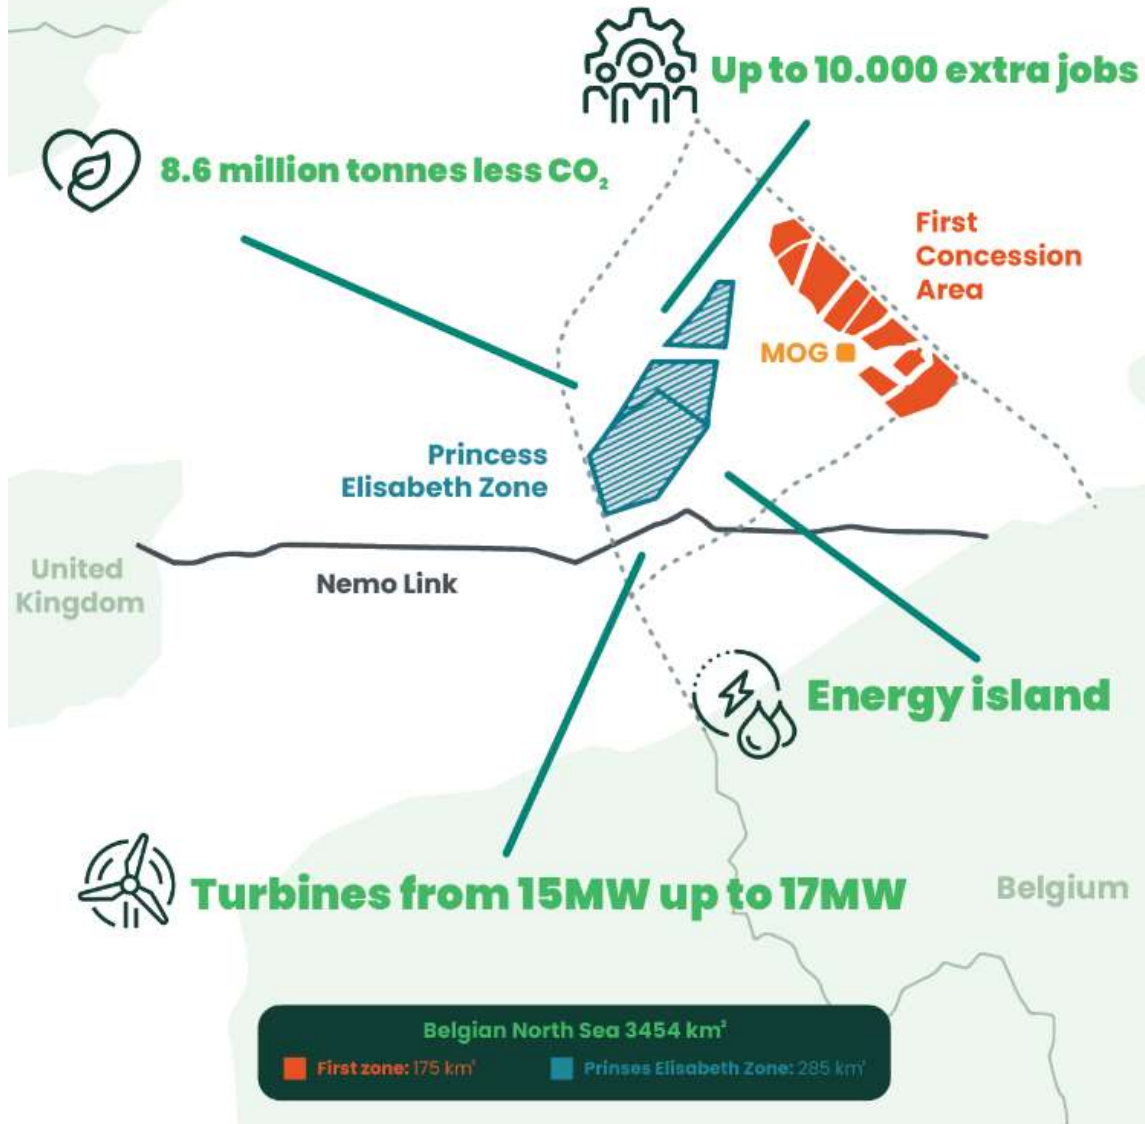 Up to 10.000 extra jobs
8.6 million tonnes less CO₂
First
Concession
Area
MOG
Princess
Elisabeth Zone
United
Kingdom
Nemo Link
Energy island
Turbines from 15MW up to 17MW
Belgium
Belgian North Sea 3454 km²
First zone: 175 km²
Prinses Elisabeth Zone: 285 km²